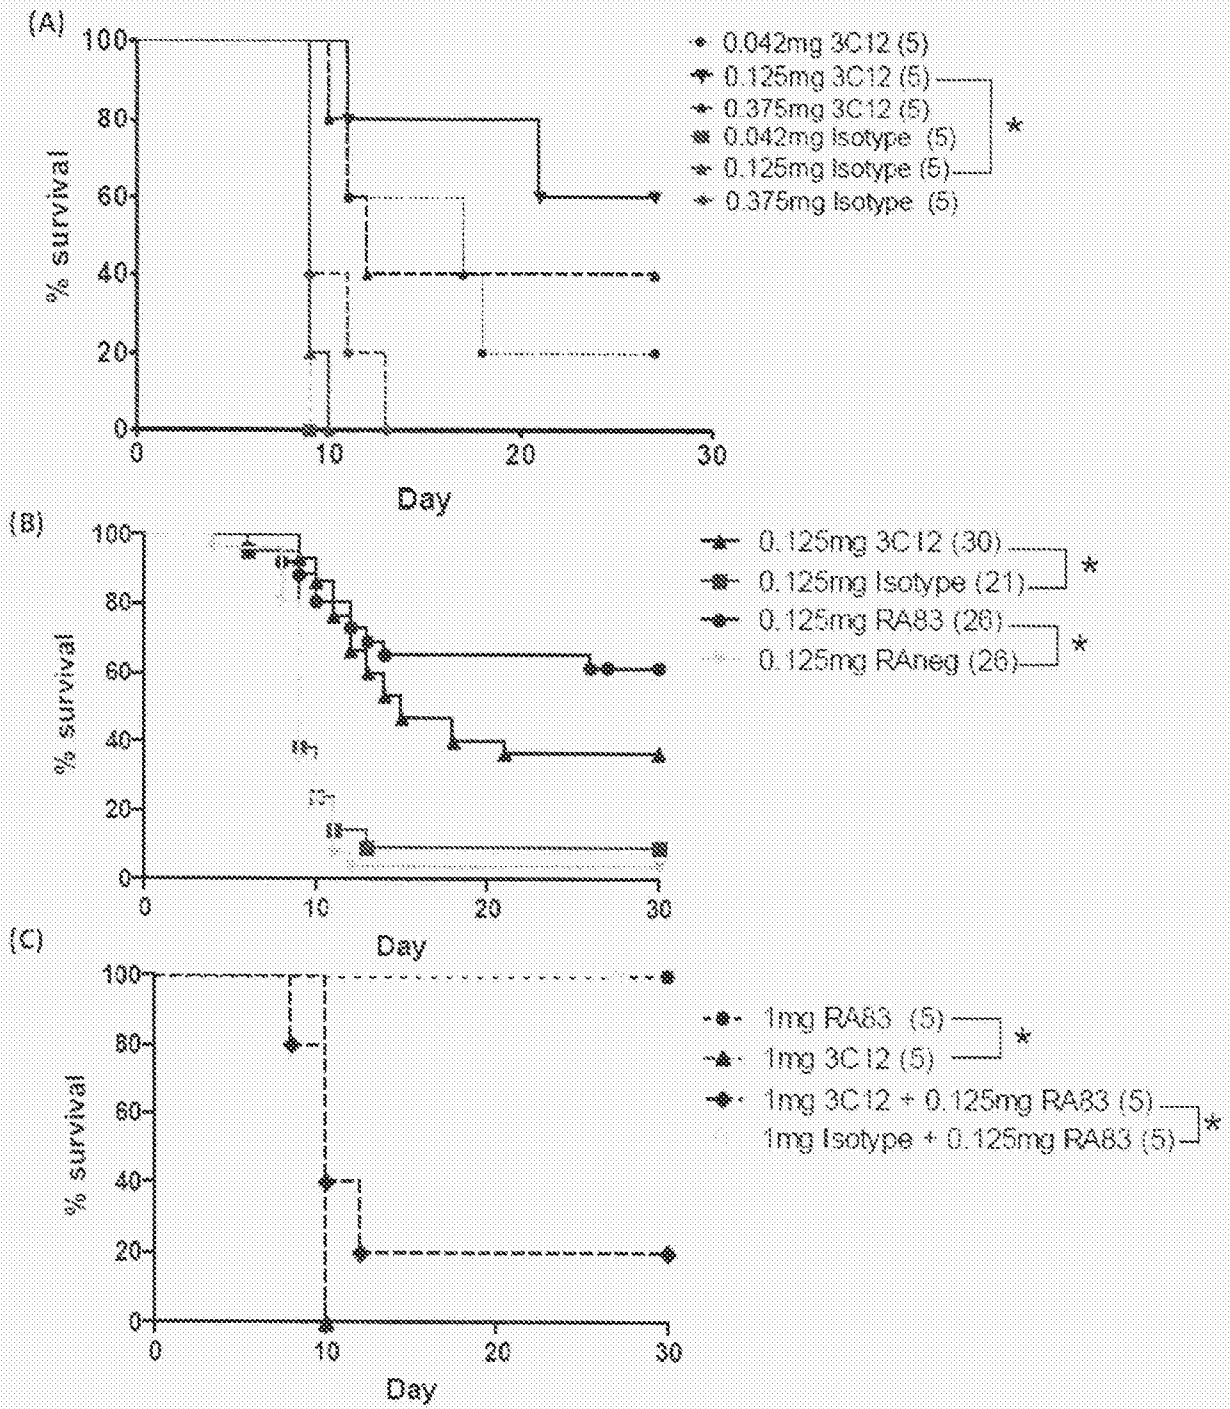 (A)
100
80
60
40
20
0
0 10 20 30
% survival
Day
0.042mg 3C12 (5)
0.125mg 3C12 (5)
0.375mg 3C12 (5)
0.042mg Isotype (5)
0.125mg Isotype (5)
0.375mg Isotype (5)
*
(B)
100
80
60
40
20
0
0 10 20 30
% survival
Day
0.125mg 3C12 (30)
0.125mg Isotype (21)
0.125mg RA83 (26)
0.125mg RAneg (26)
*
*
(C)
100
80
60
40
20
0
0 10 20 30
% survival
Day
1mg RA83 (5)
1mg 3C12 (5)
1mg 3C12 + 0.125mg RA83 (5)
1mg Isotype + 0.125mg RA83 (5)
*
*